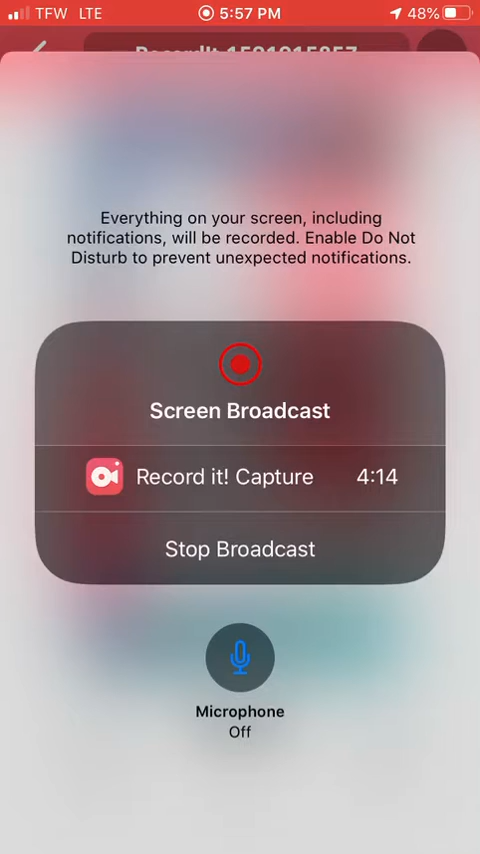 TFW LTE 5:57 PM 48%
Everything on your screen, including
notifications, will be recorded. Enable Do Not
Disturb to prevent unexpected notifications.
Screen Broadcast
Record it! Capture 4:14
Stop Broadcast
Microphone
Off